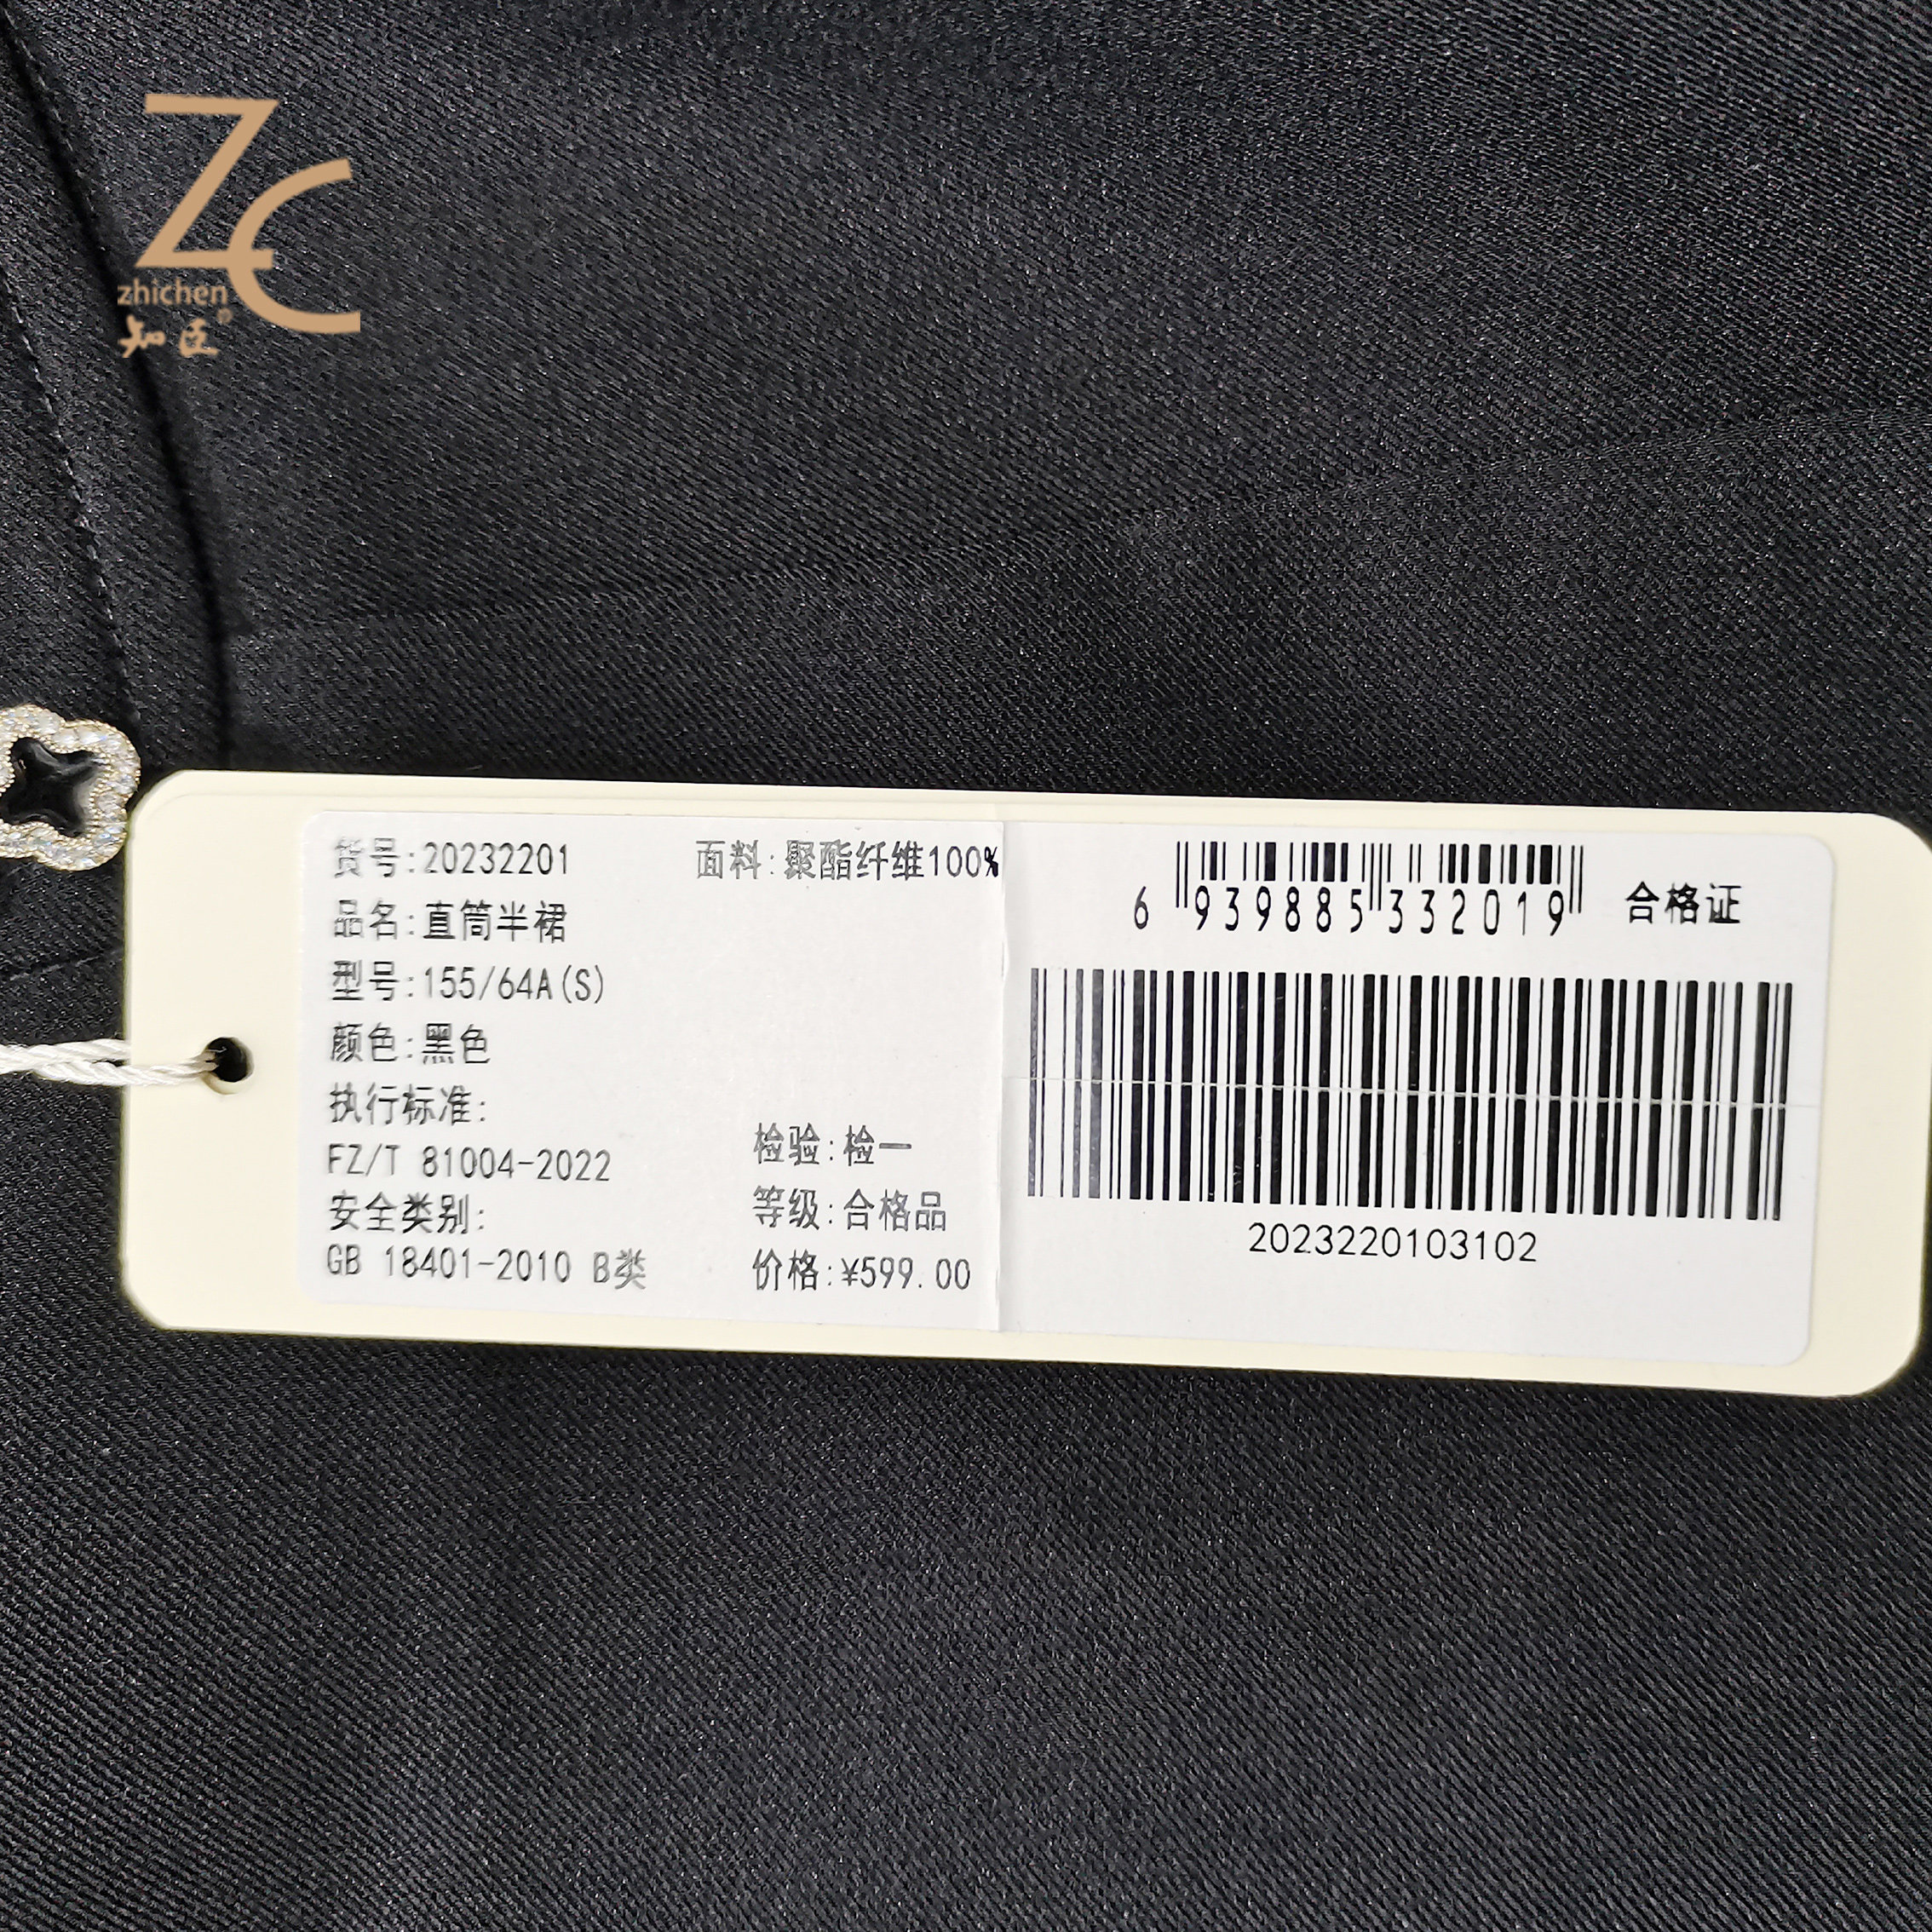 ZC
zhichen
知臣
货号:20232201
品名:直筒半裙
型号:155/64A(S)
颜色:黑色
执行标准:
FZ/T 81004-2022
安全类别:
GB 18401-2010 B类
面料:聚酯纤维100%
检验:检一
等级:合格品
价格:¥599.00
6 939885 332019
合格证
2023220103102